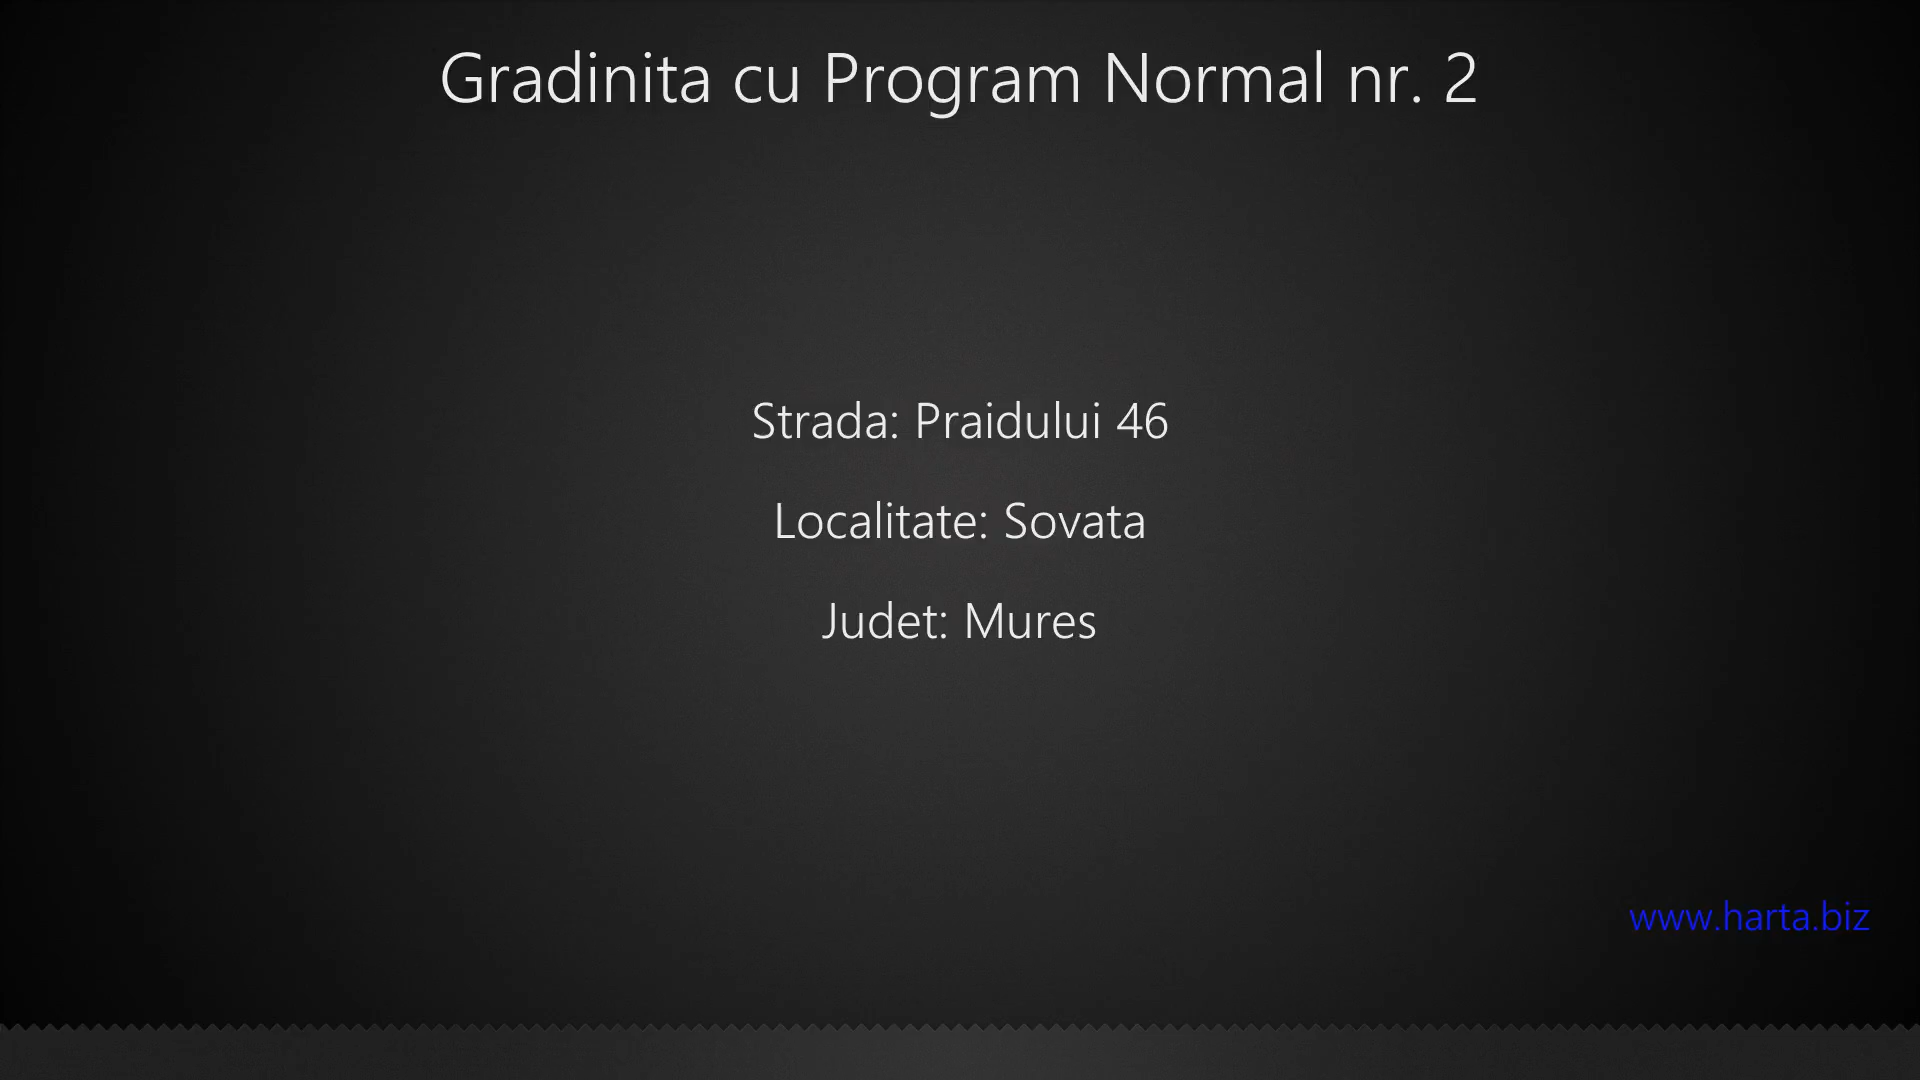 Gradinita cu Program Normal nr. 2
Strada: Praidului 46
Localitate: Sovata
Judet: Mures
www.harta.biz